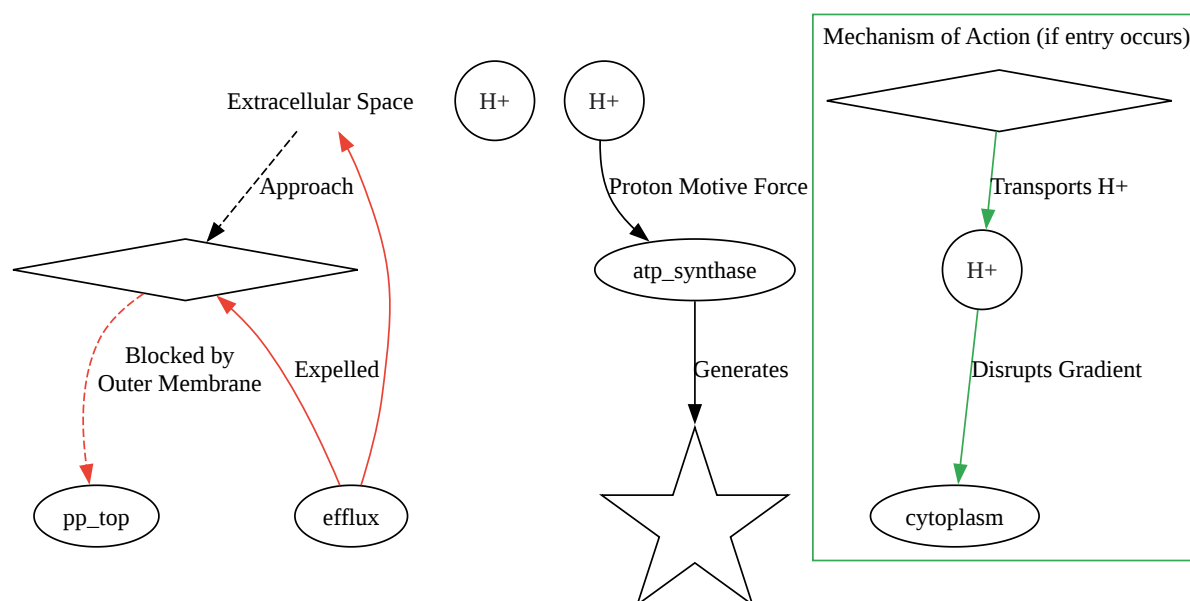 Mechanism of Action (if entry occurs)
Extracellular Space
H+
H+
Approach
Proton Motive Force
Transports H+
atp_synthase
H+
Blocked by
Outer Membrane
Expelled
Generates
Disrupts Gradient
pp_top
efflux
cytoplasm